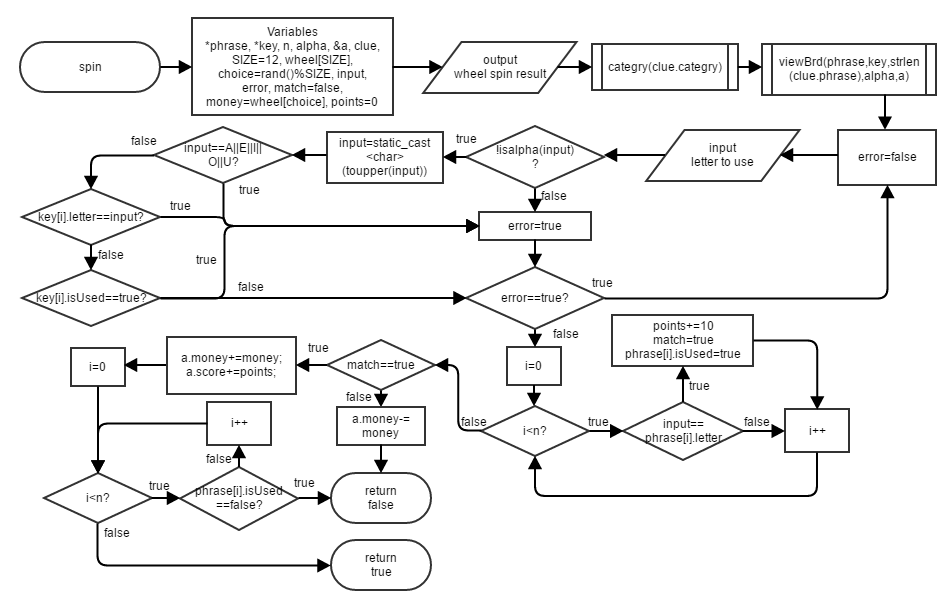 spin
Variables
*phrase, *key, n, alpha, &a, clue,
SIZE=12, wheel[SIZE],
choice=rand()%SIZE, input,
error, match=false,
money=wheel[choice], points=0
output
wheel spin result
categry(clue.categry)
viewBrd(phrase,key,strlen
(clue.phrase),alpha,a)
error=false
input
letter to use
!isalpha(input)
?
true
false
input=static_cast
<char>
(toupper(input))
input==A||E||I||
O||U?
false
true
key[i].letter==input?
true
false
key[i].isUsed==true?
true
false
error=true
error==true?
true
false
i=0
i<n?
true
false
input==
phrase[i].letter
true
false
points+=10
match=true
phrase[i].isUsed=true
i++
match==true
true
false
a.money+=money;
a.score+=points;
a.money-=
money
return
false
i=0
i<n?
true
false
phrase[i].isUsed
==false?
true
false
i++
return
true